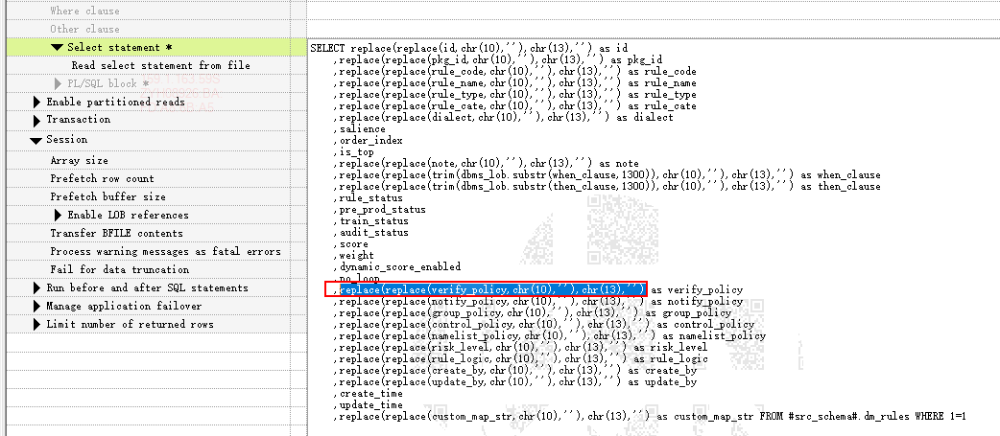 Where clause
Other clause
Select statement *
Read select statement from file
PL/SQL block *
Enable partitioned reads
Transaction
Session
Array size
Prefetch row count
Prefetch buffer size
Enable LOB references
Transfer BFILE contents
Process warning messages as fatal errors
Fail for data truncation
Run before and after SQL statements
Manage application failover
Limit number of returned rows
SELECT replace(replace(id,chr(10),''),chr(13),'') as id
,replace(replace(pkg_id,chr(10),''),chr(13),'') as pkg_id
,replace(replace(rule_code,chr(10),''),chr(13),'') as rule_code
,replace(replace(rule_name,chr(10),''),chr(13),'') as rule_name
,replace(replace(rule_type,chr(10),''),chr(13),'') as rule_type
,replace(replace(rule_cate,chr(10),''),chr(13),'') as rule_cate
,replace(replace(dialect,chr(10),''),chr(13),'') as dialect
,salience
,order_index
,is_top
,replace(replace(note,chr(10),''),chr(13),'') as note
,replace(replace(trim(dbms_lob.substr(when_clause,1300)),chr(10),''),chr(13),'') as when_clause
,replace(replace(trim(dbms_lob.substr(then_clause,1300)),chr(10),''),chr(13),'') as then_clause
,rule_status
,pre_prod_status
,train_status
,audit_status
,score
,weight
,dynamic_score_enabled
,no_loop
,replace(replace(verify_policy,chr(10),''),chr(13),'') as verify_policy
,replace(replace(notify_policy,chr(10),''),chr(13),'') as notify_policy
,replace(replace(group_policy,chr(10),''),chr(13),'') as group_policy
,replace(replace(control_policy,chr(10),''),chr(13),'') as control_policy
,replace(replace(namelist_policy,chr(10),''),chr(13),'') as namelist_policy
,replace(replace(risk_level,chr(10),''),chr(13),'') as risk_level
,replace(replace(rule_logic,chr(10),''),chr(13),'') as rule_logic
,replace(replace(create_by,chr(10),''),chr(13),'') as create_by
,replace(replace(update_by,chr(10),''),chr(13),'') as update_by
,create_time
,update_time
,replace(replace(custom_map_str,chr(10),''),chr(13),'') as custom_map_str FROM #src_schema#.dm_rules WHERE 1=1